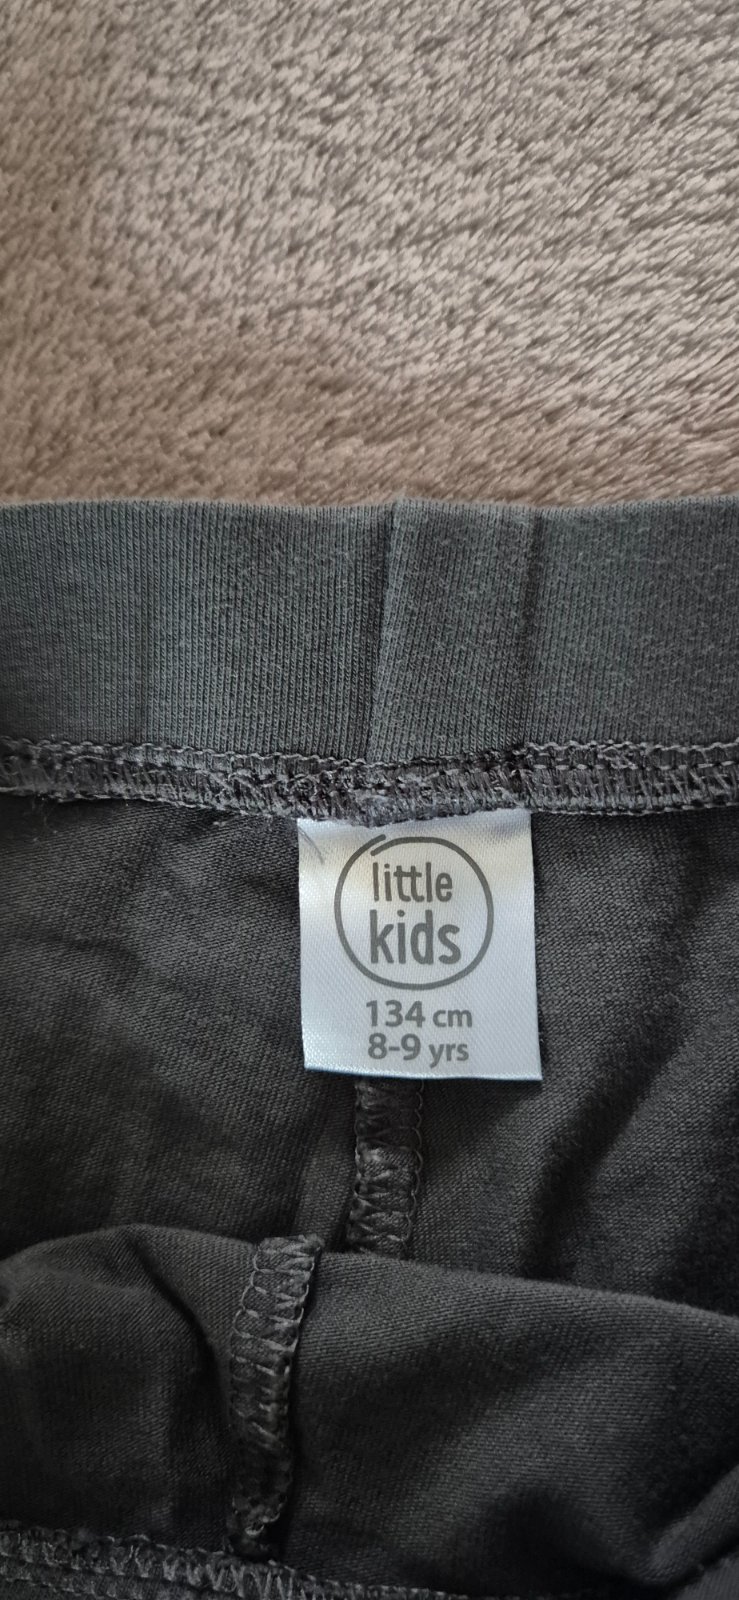 little
kids
134 cm
8-9 yrs